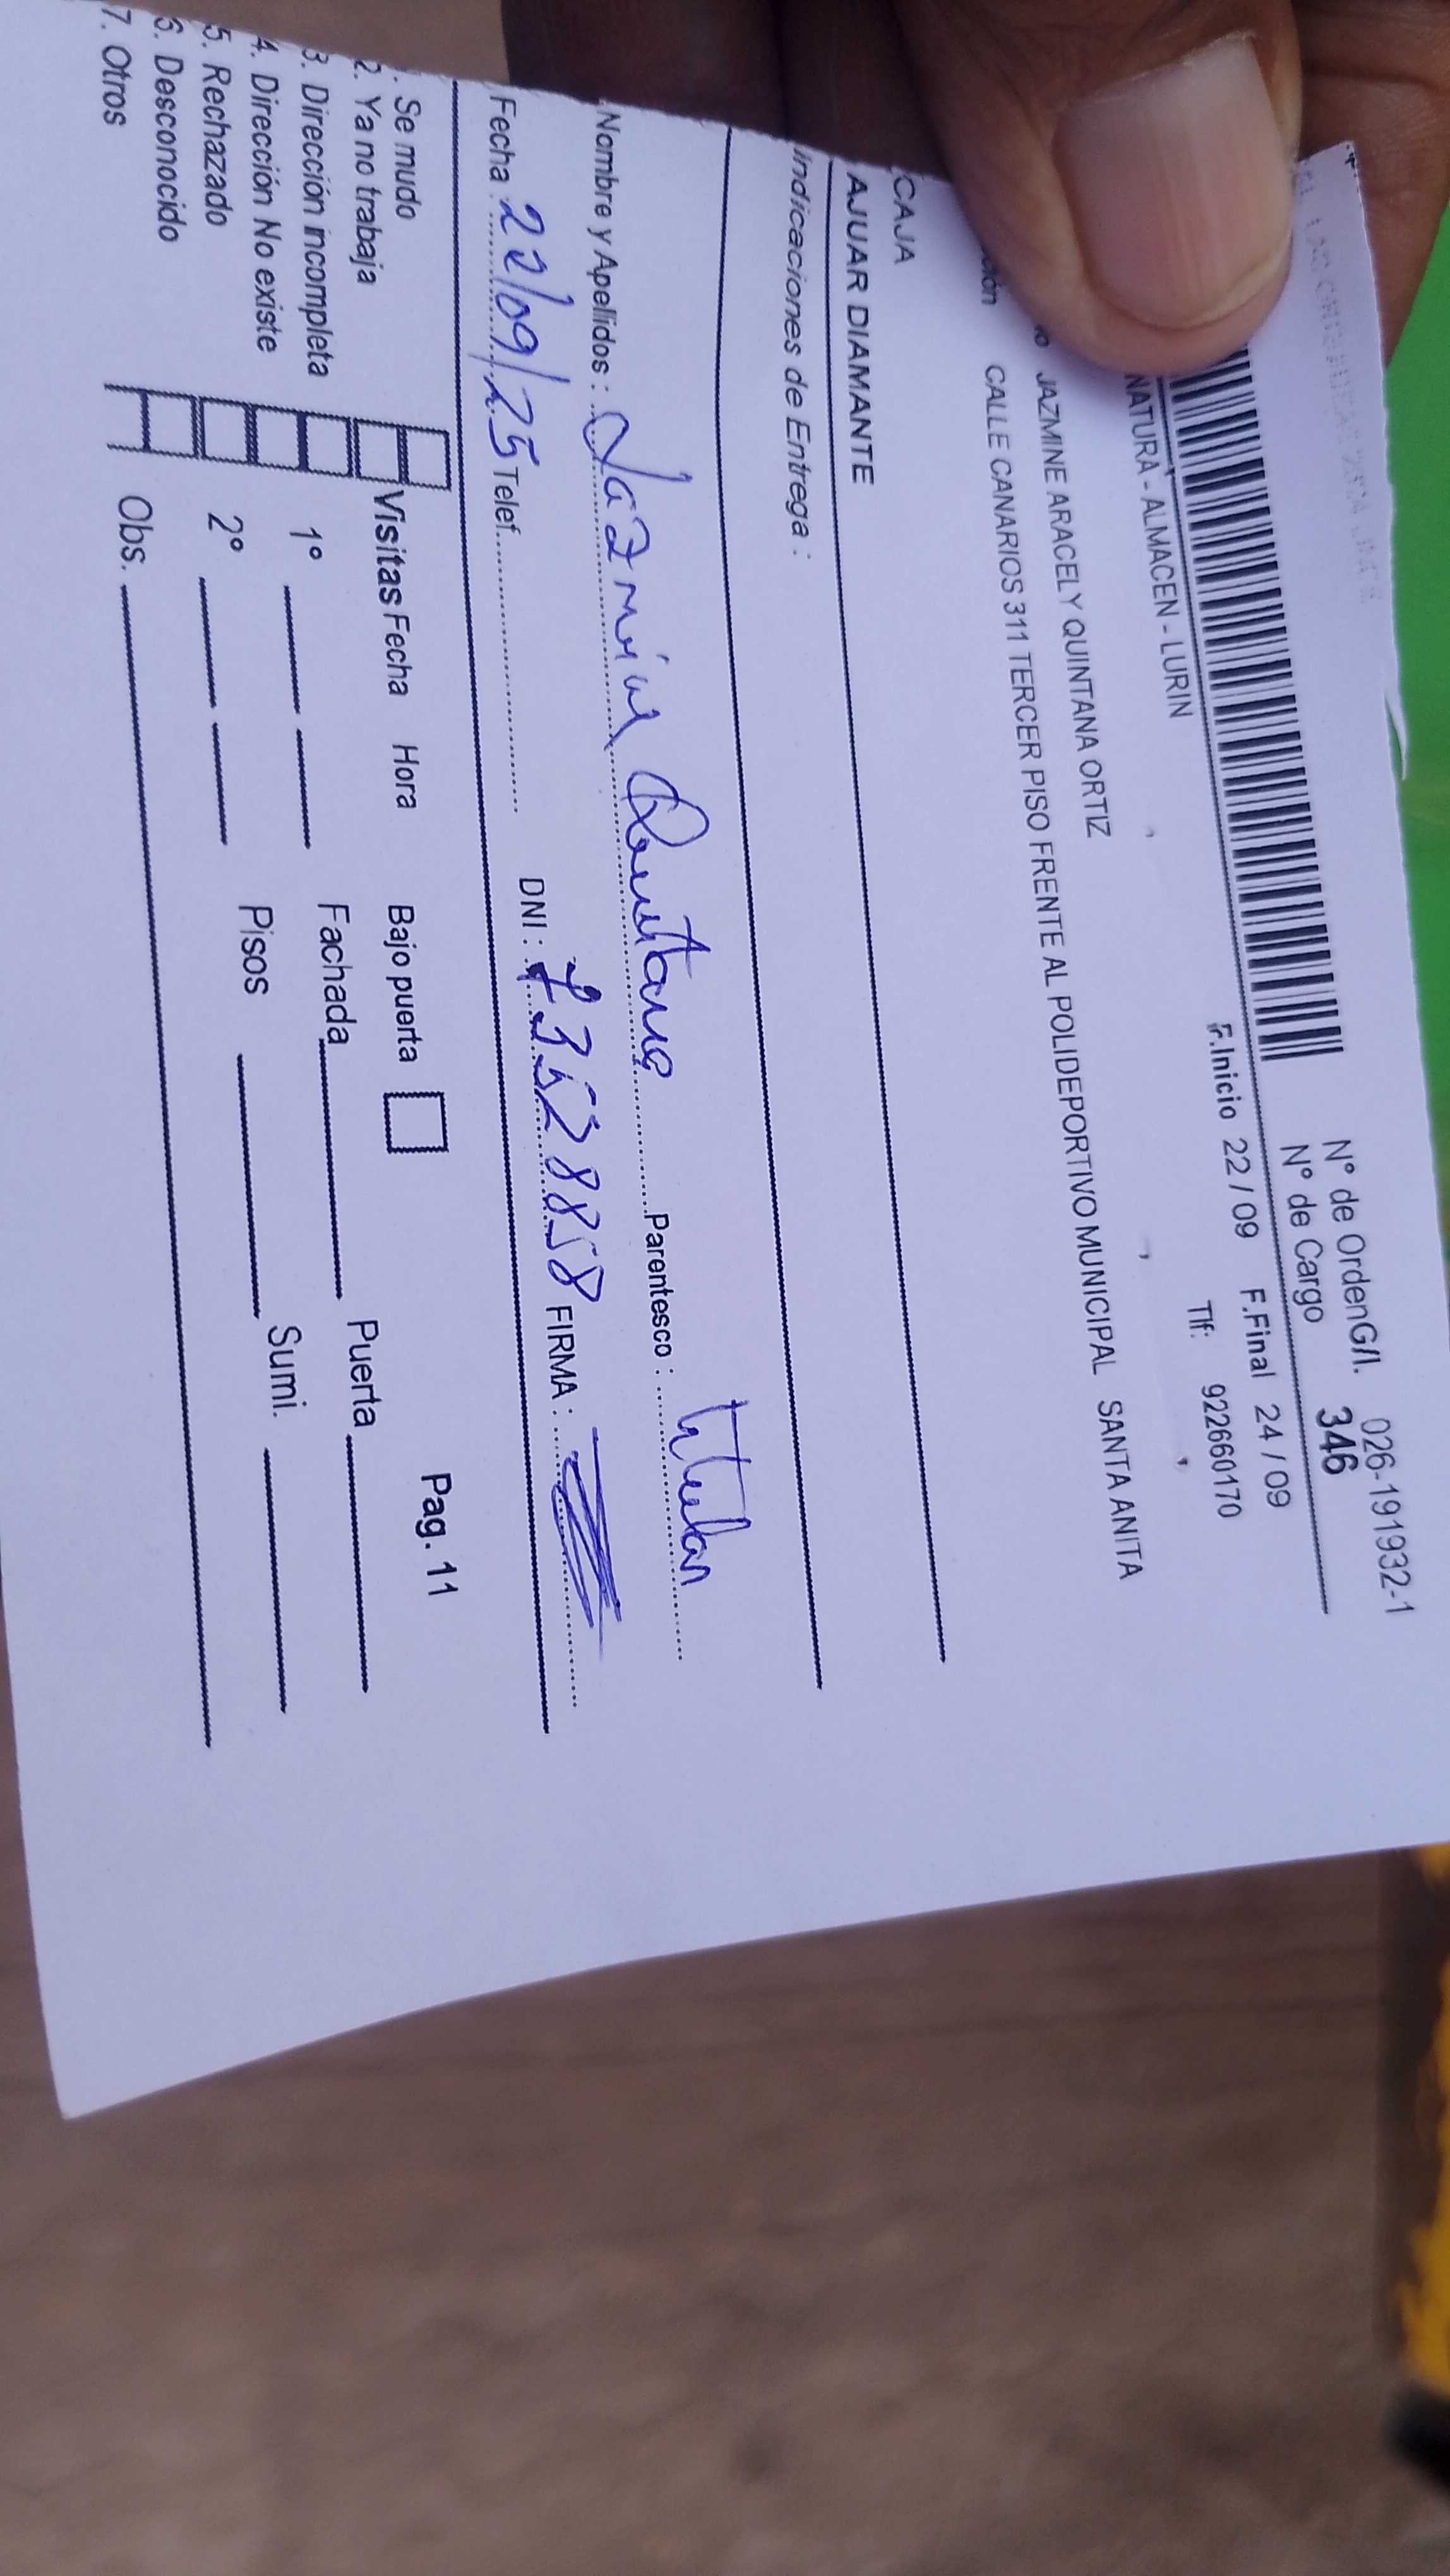 N° de OrdenG/I. 026-191932-1
N° de Cargo 346
NATURA - ALMACEN - LURIN F.Inicio 22 / 09 F.Final 24 / 09
Tlf: 922660170
JAZMINE ARACELY QUINTANA ORTIZ
CALLE CANARIOS 311 TERCER PISO FRENTE AL POLIDEPORTIVO MUNICIPAL SANTA ANITA
CAJA
AJUAR DIAMANTE
Indicaciones de Entrega :
Nombre y Apellidos : Jazmine Quintana Parentesco : titular
Fecha : 22/09/25 Telef. DNI : FIRMA :
Pag. 11
. Se mudo Visitas Fecha Hora Bajo puerta
2. Ya no trabaja Puerta
3. Dirección incompleta 1° Fachada
4. Dirección No existe Sumi.
5. Rechazado 2° Pisos
6. Desconocido
7. Otros Obs.